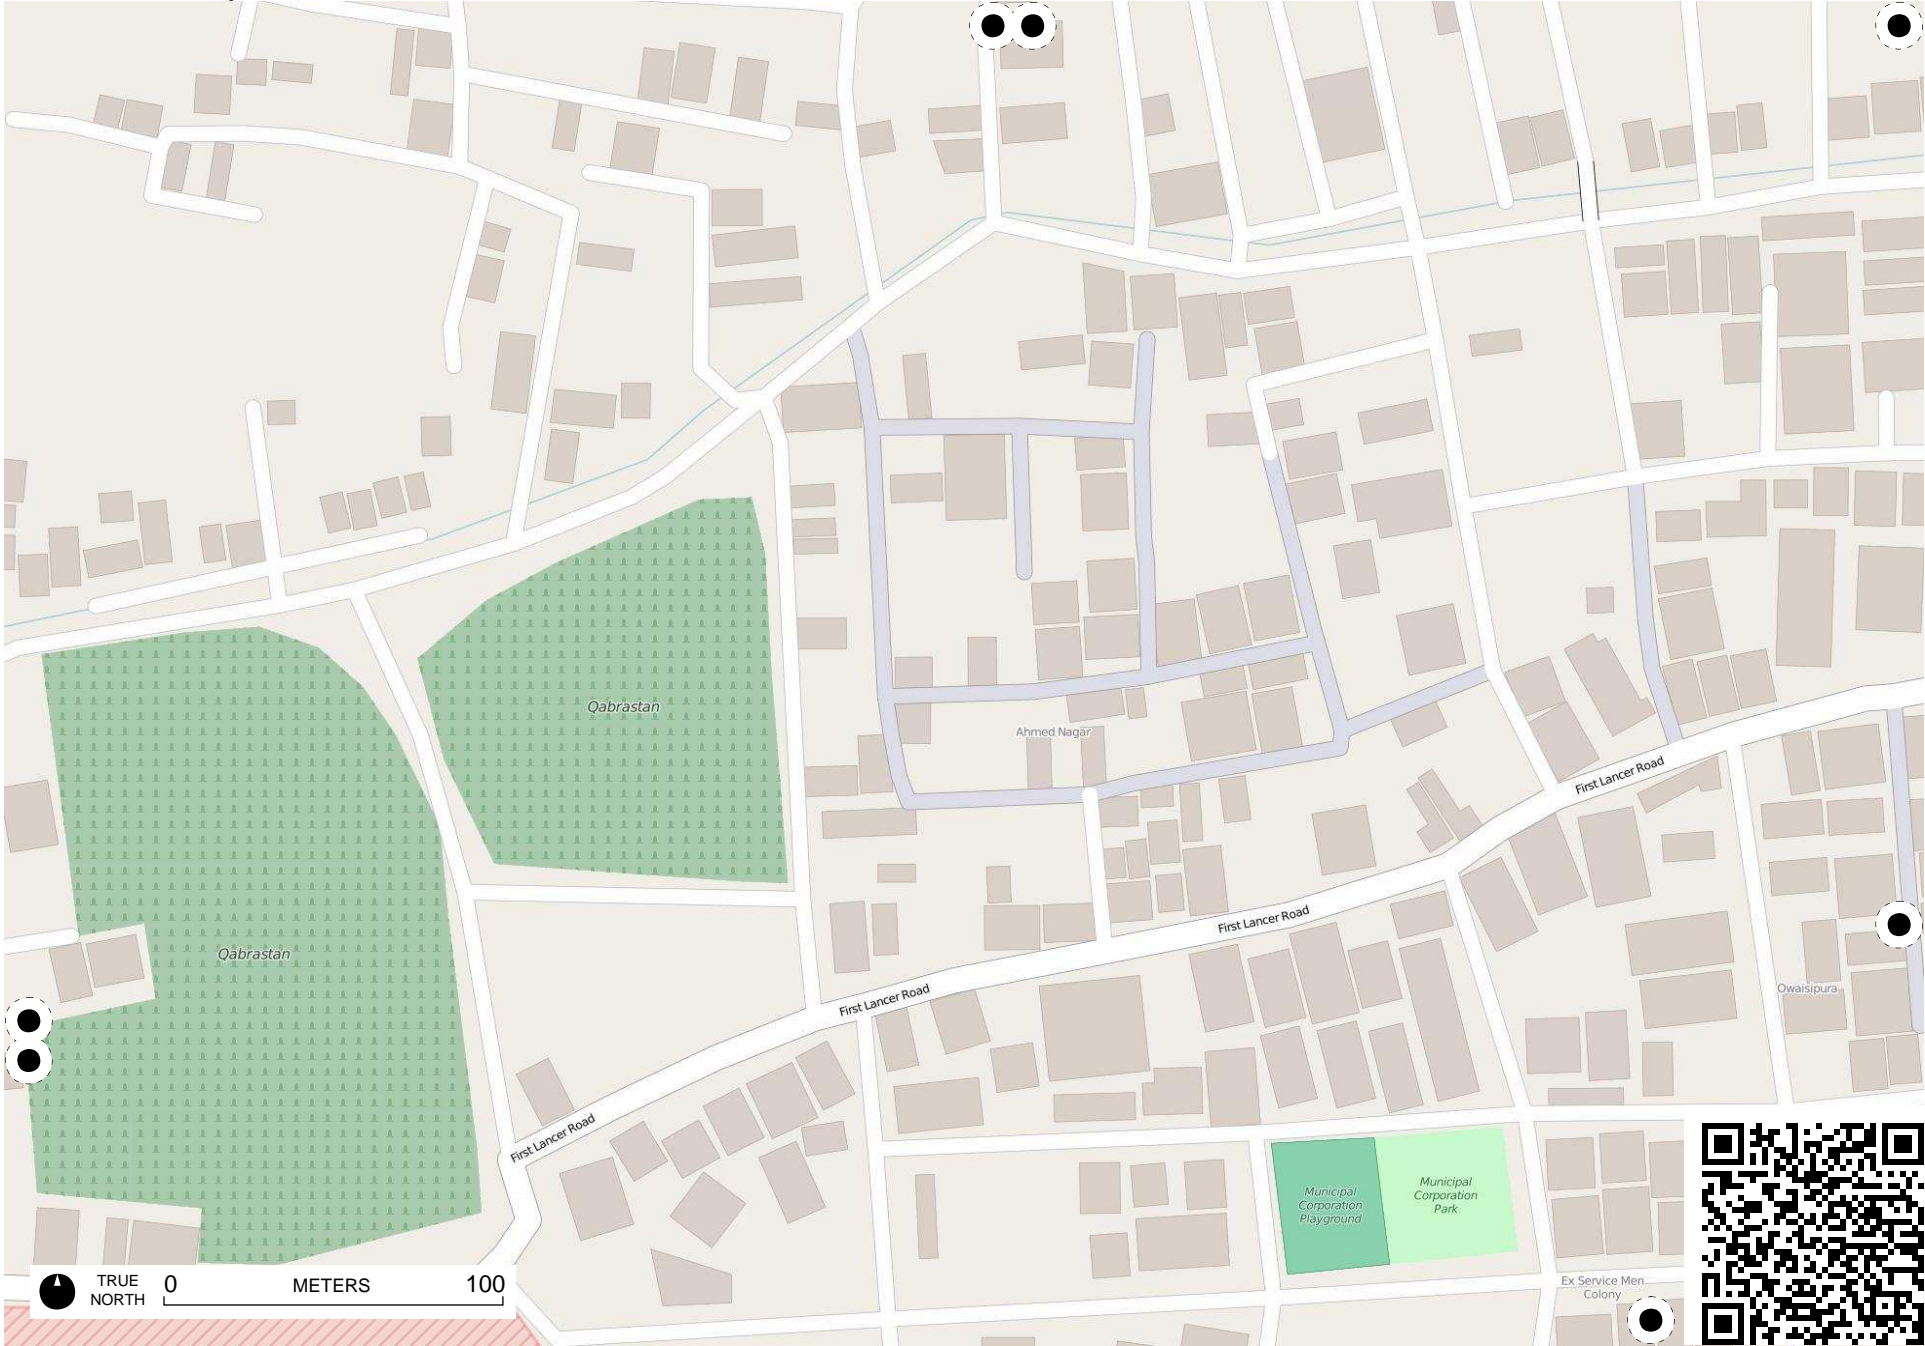 Qabrastan
Ahmed Nagar
First Lancer Road
First Lancer Road
Qabrastan
Owaisipura
First Lancer Road
First Lancer Road
Municipal
Corporation
Playground
Municipal
Corporation
Park
TRUE
NORTH
0 METERS 100
Ex Service Men
Colony